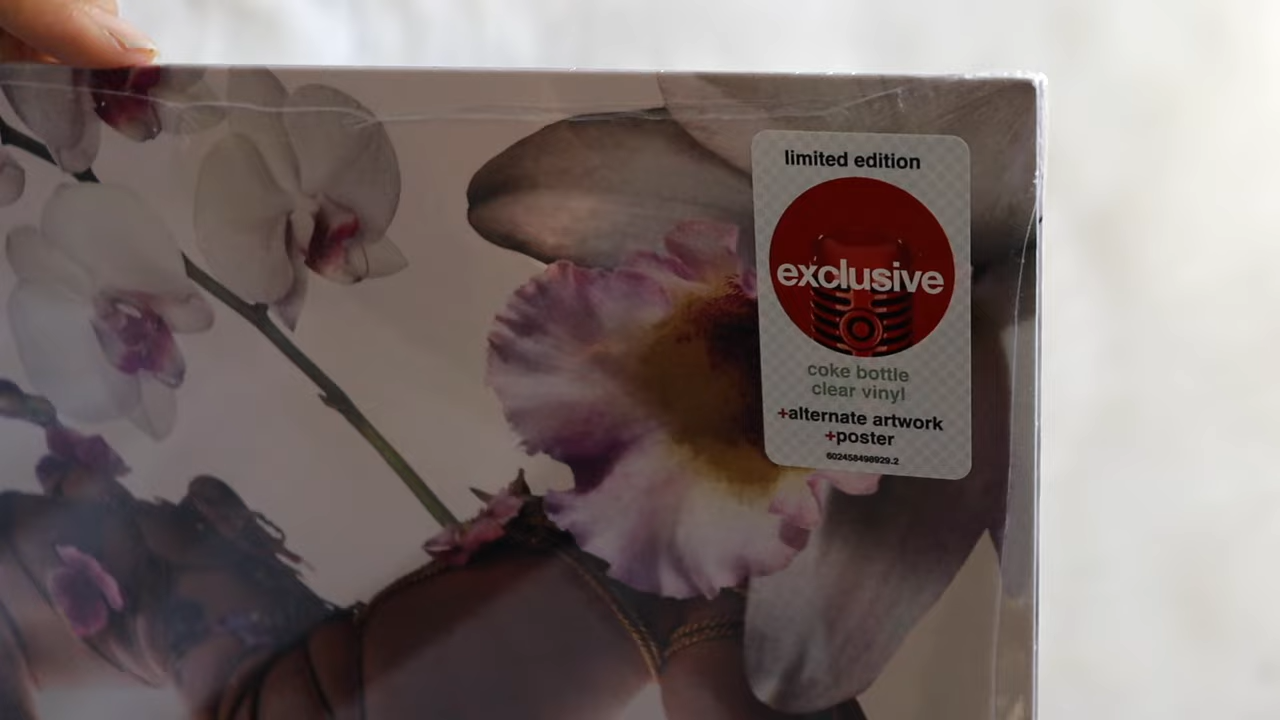 limited edition
exclusive
coke bottle
clear vinyl
+alternate artwork
+poster
602458498929.2